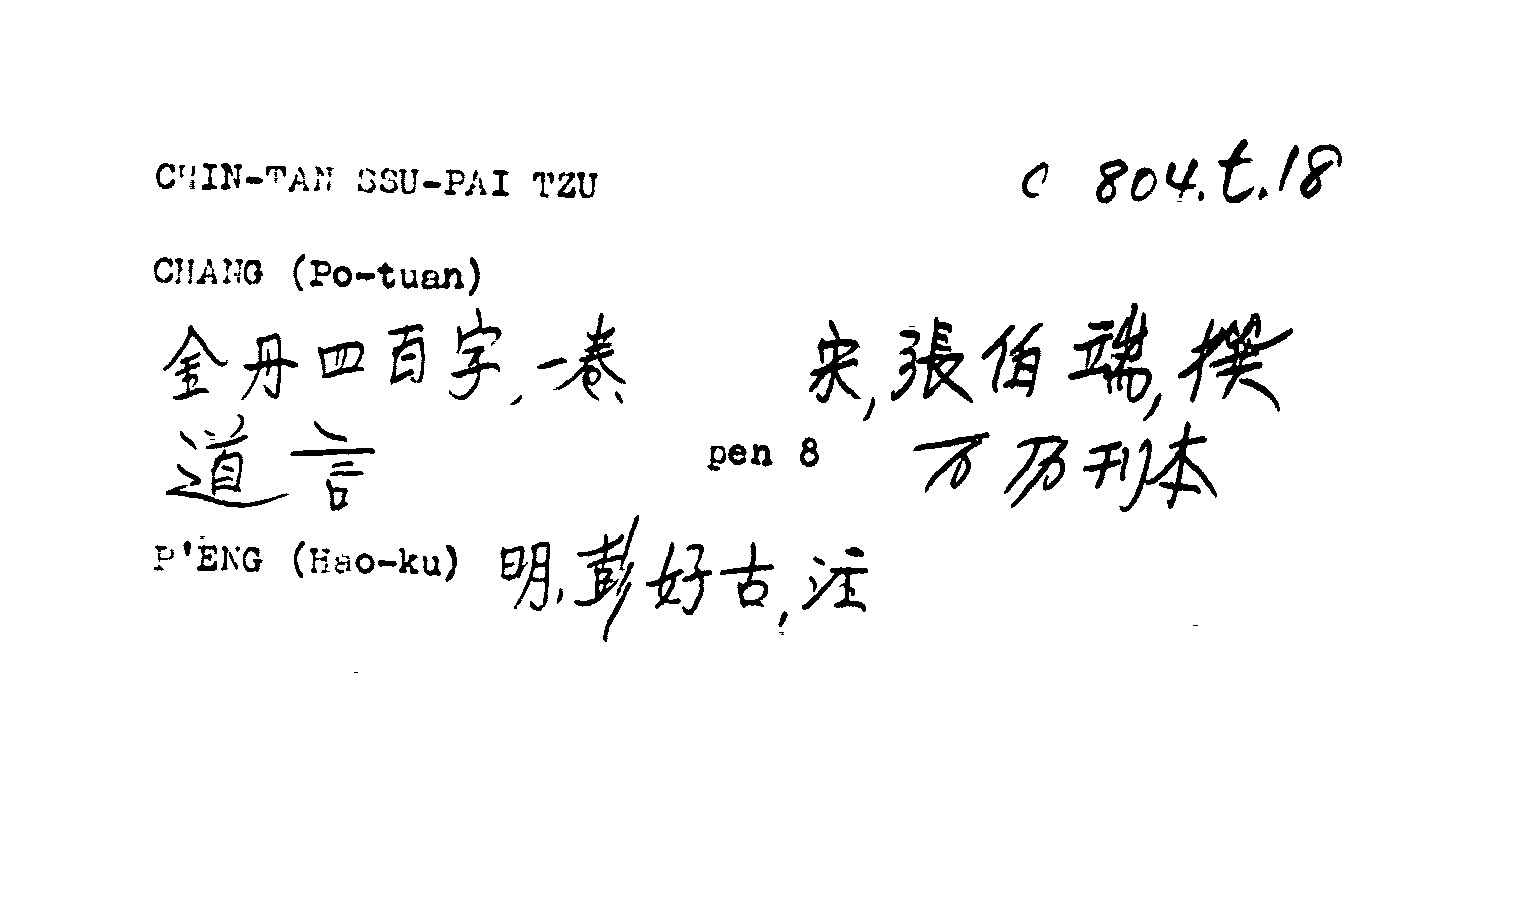 CHIN-TAN SSU-PAI TZU C 804.t.18
CHANG (Po-tuan)
金丹四百字,一卷、 宋,張伯端,撰
道言 pen 8 万历刊本
P'ENG (Hao-ku) 明,彭好古,注